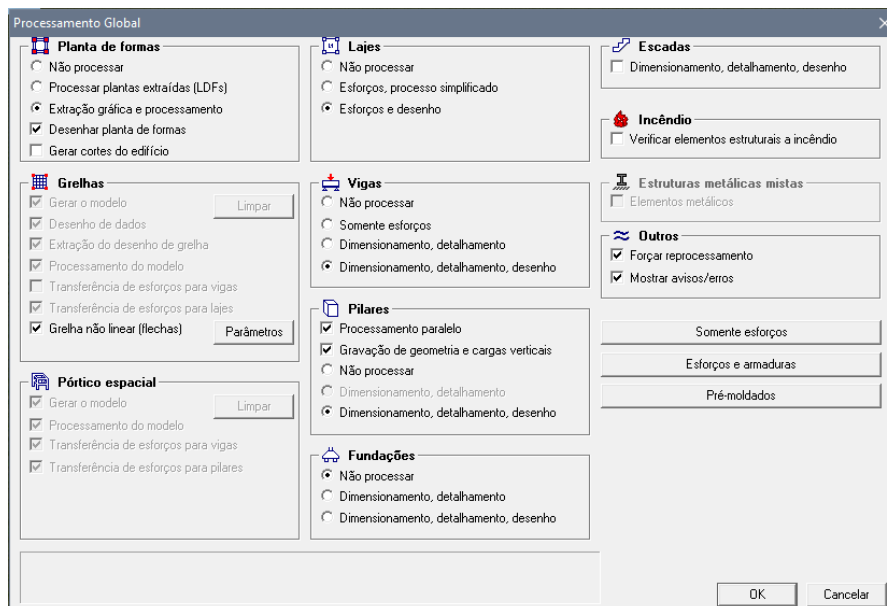 Processamento Global
Planta de formas
Não processar
Processar plantas extraídas (LDFs)
Extração gráfica e processamento
Desenhar planta de formas
Gerar cortes do edifício
Grelhas
Gerar o modelo
Limpar
Desenho de dados
Extração do desenho de grelha
Processamento do modelo
Transferência de esforços para vigas
Transferência de esforços para lajes
Grelha não linear (flechas)
Parâmetros
Pórtico espacial
Gerar o modelo
Limpar
Processamento do modelo
Transferência de esforços para vigas
Transferência de esforços para pilares
Lajes
Não processar
Esforços, processo simplificado
Esforços e desenho
Vigas
Não processar
Somente esforços
Dimensionamento, detalhamento
Dimensionamento, detalhamento, desenho
Pilares
Processamento paralelo
Gravação de geometria e cargas verticais
Não processar
Dimensionamento, detalhamento
Dimensionamento, detalhamento, desenho
Fundações
Não processar
Dimensionamento, detalhamento
Dimensionamento, detalhamento, desenho
Escadas
Dimensionamento, detalhamento, desenho
Incêndio
Verificar elementos estruturais a incêndio
Estruturas metálicas mistas
Elementos metálicos
Outros
Forçar reprocessamento
Mostrar avisos/erros
Somente esforços
Esforços e armaduras
Pré-moldados
OK
Cancelar